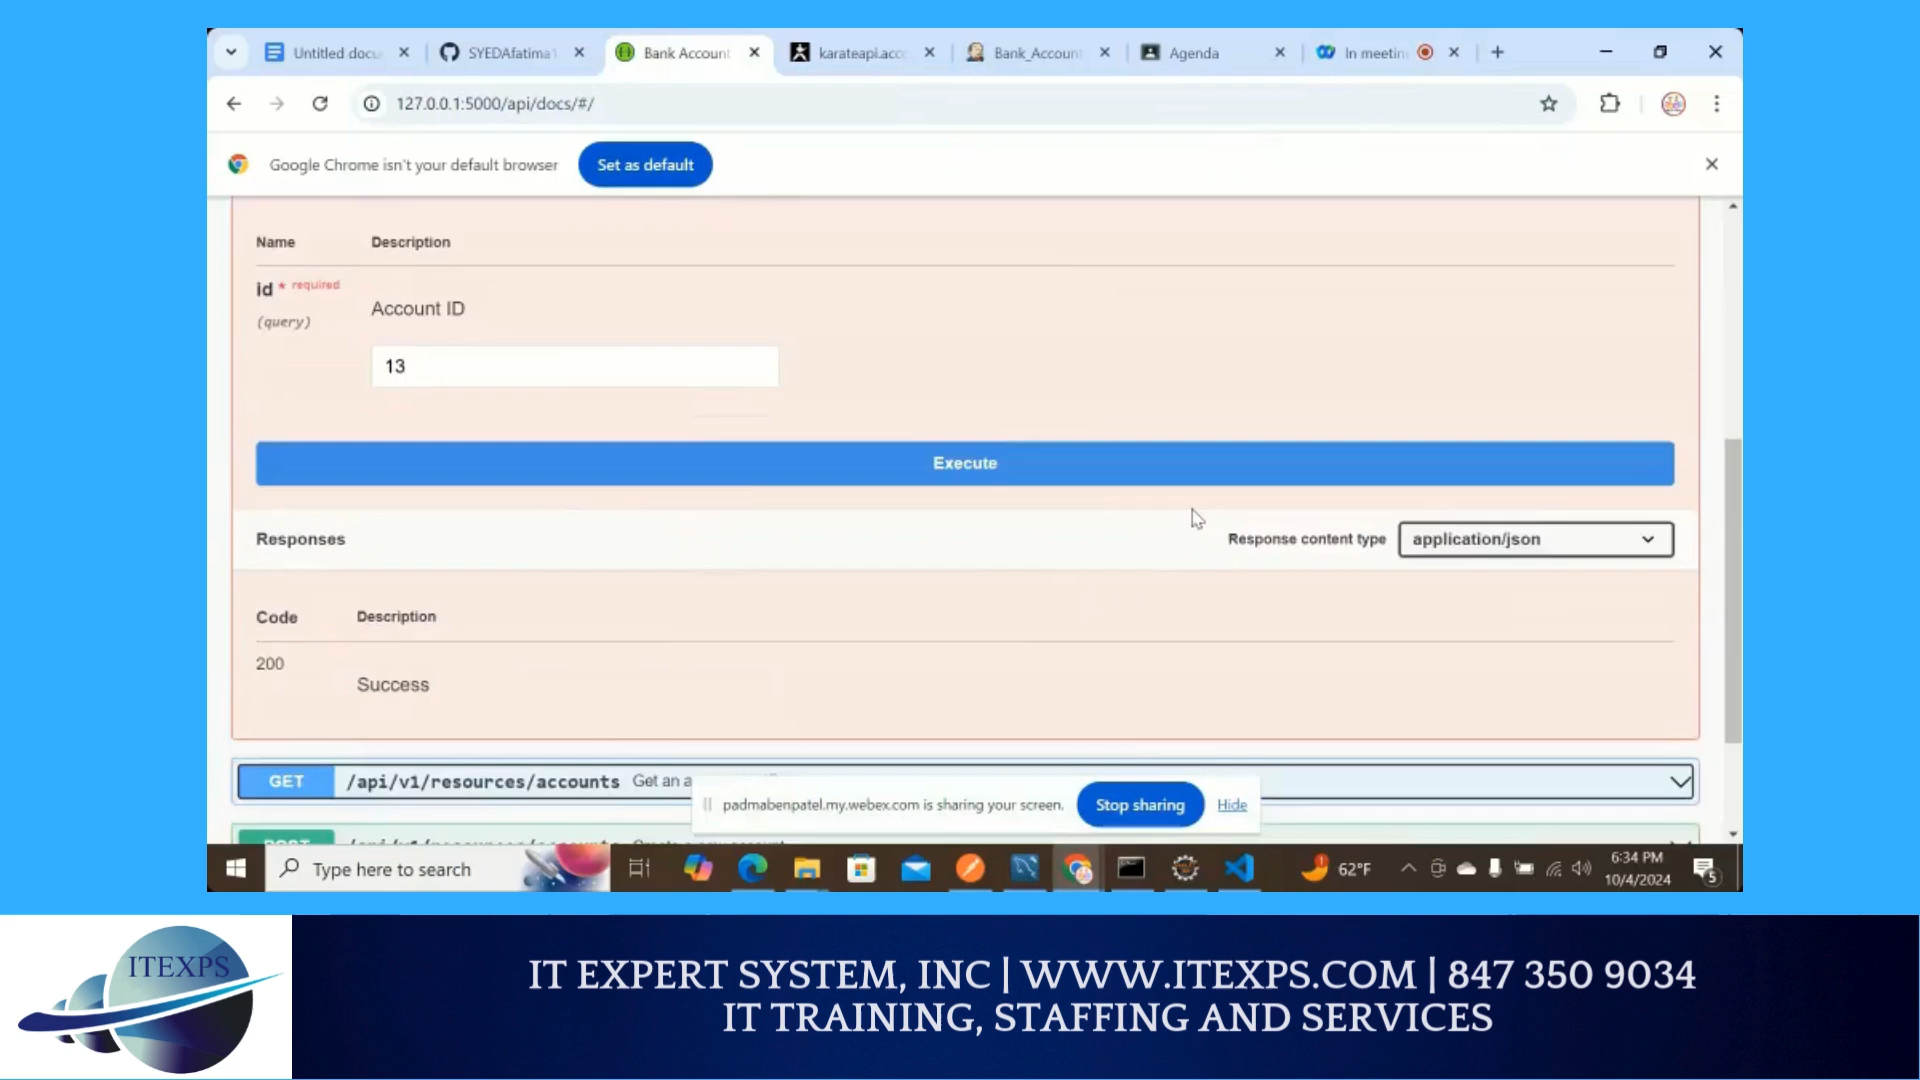 Untitled docu
SYEDAfatima1
Bank Account
karateapi.acc
Bank_Account
Agenda
In meetin
127.0.0.1:5000/api/docs/#/
Google Chrome isn't your default browser
Set as default
Name Description
id * required
(query)
Account ID
13
Execute
Responses
Response content type
application/json
Code Description
200
Success
GET /api/v1/resources/accounts Get an a
padmabenpatel.my.webex.com is sharing your screen.
Stop sharing
Hide
Type here to search
62°F
6:34 PM
10/4/2024
5
ITEXPS
IT EXPERT SYSTEM, INC | WWW.ITEXPS.COM | 847 350 9034
IT TRAINING, STAFFING AND SERVICES